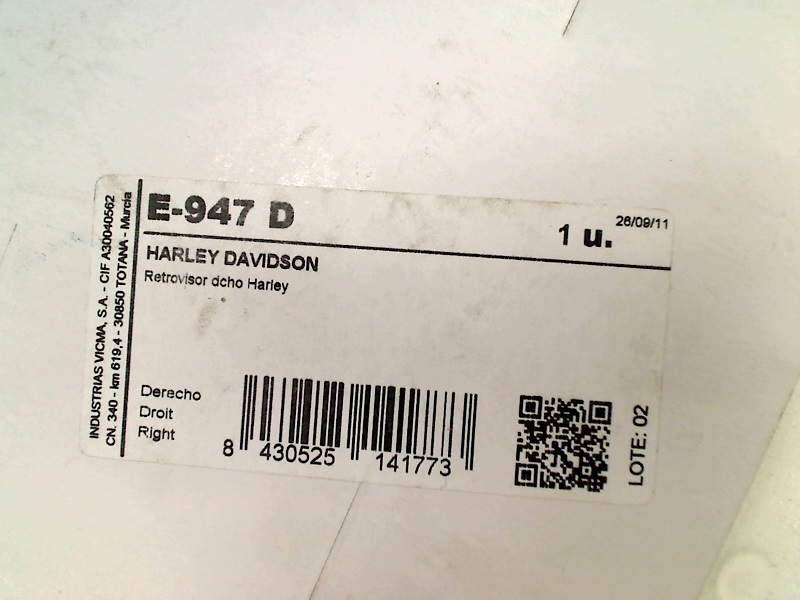 INDUSTRIAS VICMA, S.A. - CIF A30040562
CN. 340 - km 619,4 - 30850 TOTANA - Murcia
E-947 D
1 u.
26/09/11
HARLEY DAVIDSON
Retrovisor dcho Harley
Derecho
Droit
Right
8 430525 141773
LOTE: 02